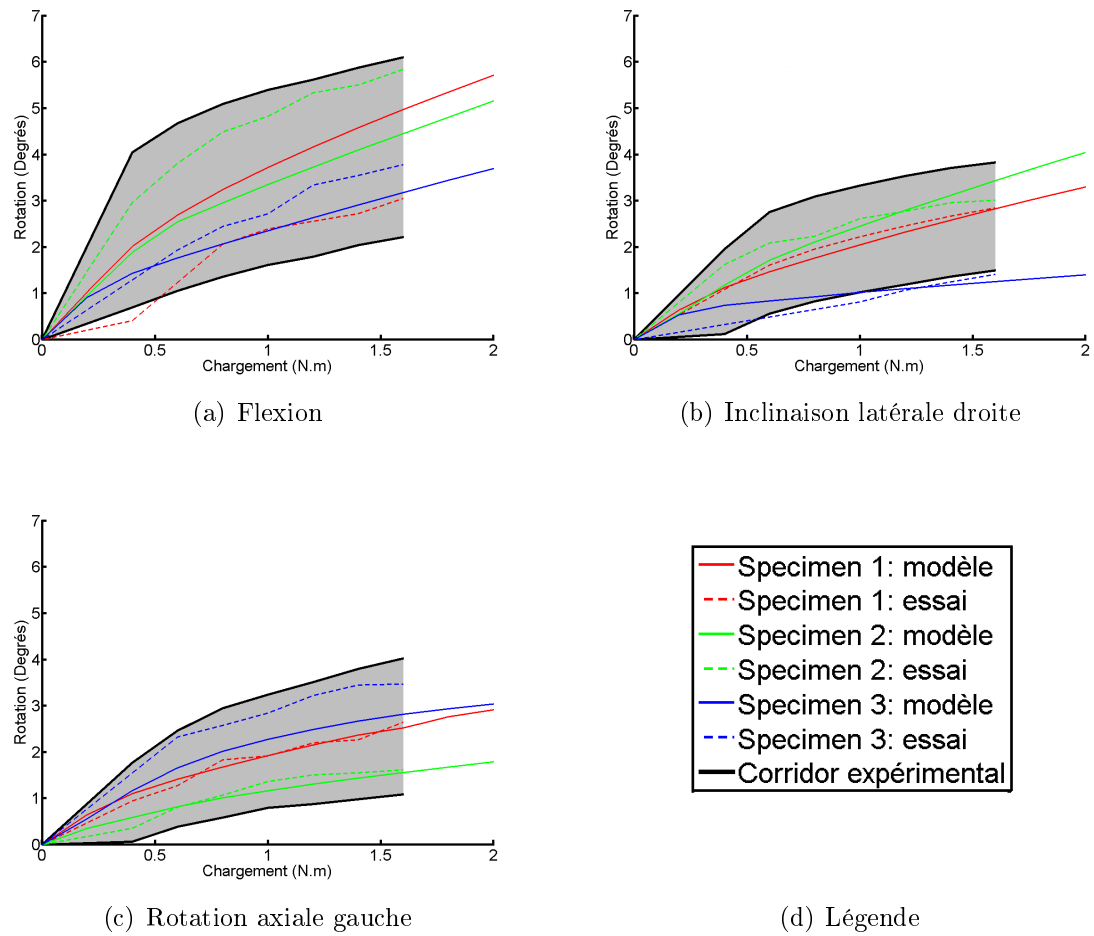 7
6
5
4
3
2
1
0
Rotation (Degrés)
0
0.5
1
1.5
2
Chargement (N.m)
(a) Flexion
7
6
5
4
3
2
1
0
Rotation (Degrés)
0
0.5
1
1.5
2
Chargement (N.m)
(b) Inclinaison latérale droite
7
6
5
4
3
2
1
0
Rotation (Degrés)
0
0.5
1
1.5
2
Chargement (N.m)
(c) Rotation axiale gauche
Specimen 1: modèle
Specimen 1: essai
Specimen 2: modèle
Specimen 2: essai
Specimen 3: modèle
Specimen 3: essai
Corridor expérimental
(d) Légende